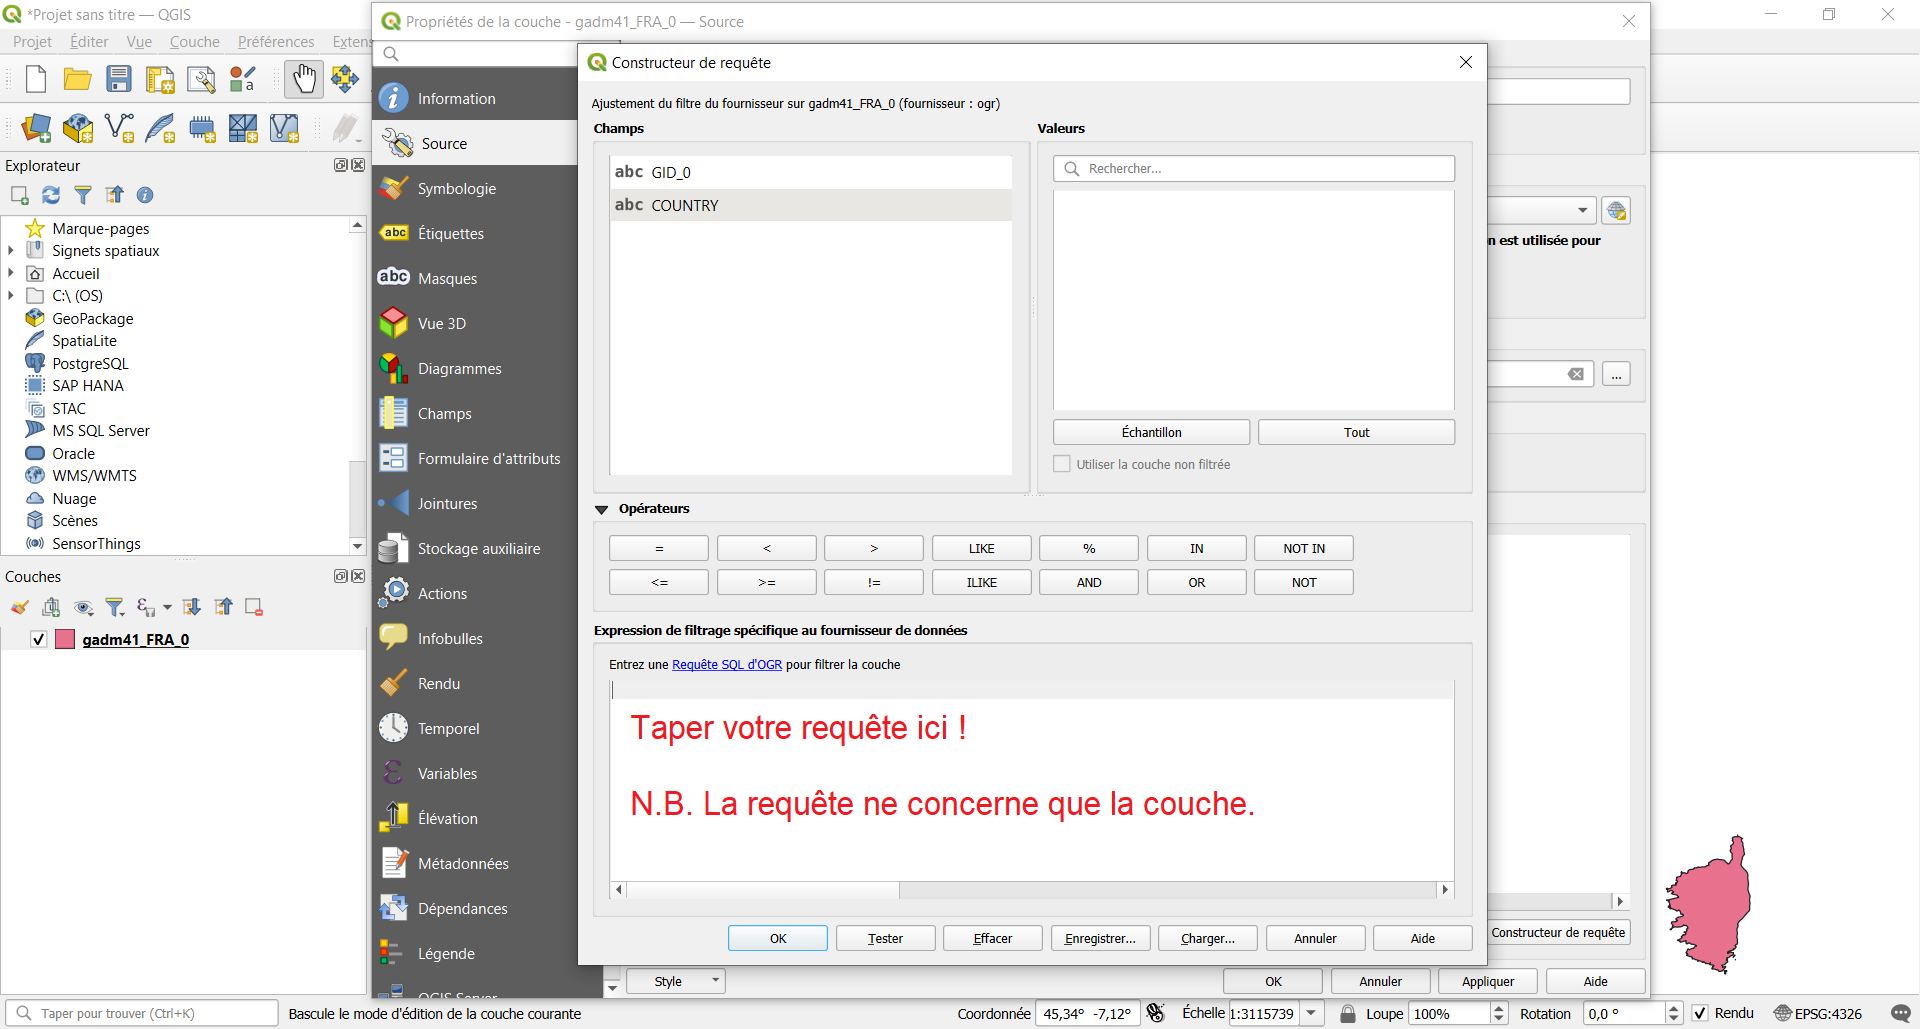 *Projet sans titre — QGIS
Projet Éditer Vue Couche Préférences Extens
Propriétés de la couche - gadm41_FRA_0 — Source
Explorateur
Marque-pages
Signets spatiaux
Accueil
C:\ (OS)
GeoPackage
SpatiaLite
PostgreSQL
SAP HANA
STAC
MS SQL Server
Oracle
WMS/WMTS
Nuage
Scènes
SensorThings
Couches
gadm41_FRA_0
Information
Source
Symbologie
abc Étiquettes
abc Masques
Vue 3D
Diagrammes
Champs
Formulaire d'attributs
Jointures
Stockage auxiliaire
Actions
Infobulles
Rendu
Temporel
Variables
Élévation
Métadonnées
Dépendances
Légende
QGIS Server
Constructeur de requête
Ajustement du filtre du fournisseur sur gadm41_FRA_0 (fournisseur : ogr)
Champs
abc GID_0
abc COUNTRY
Valeurs
Rechercher...
Échantillon Tout
Utiliser la couche non filtrée
Opérateurs
= < > LIKE % IN NOT IN
<= >= != ILIKE AND OR NOT
Expression de filtrage spécifique au fournisseur de données
Entrez une Requête SQL d'OGR pour filtrer la couche
Taper votre requête ici !
N.B. La requête ne concerne que la couche.
OK Tester Effacer Enregistrer... Charger... Annuler Aide
n est utilisée pour
...
Constructeur de requête
Style OK Annuler Appliquer Aide
Taper pour trouver (Ctrl+K) Bascule le mode d'édition de la couche courante Coordonnée 45,34° -7,12° Échelle 1:3115739 Loupe 100% Rotation 0,0 ° Rendu EPSG:4326